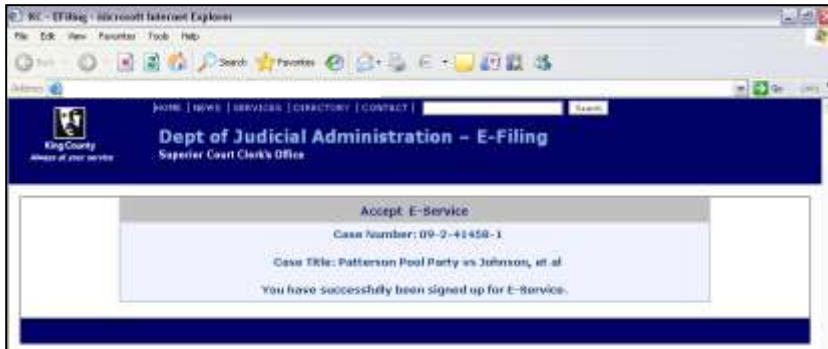 KC - EFiling - Microsoft Internet Explorer
File Edit View Favorites Tools Help
Search Favorites
Address Go
HOME | NEWS | SERVICES | DIRECTORY | CONTACT | Search
King County
Always at your service
Dept of Judicial Administration – E-Filing
Superior Court Clerk's Office
Accept E-Service
Case Number: 09-2-41458-1
Case Title: Patterson Pool Party vs Johnson, et al
You have successfully been signed up for E-Service.